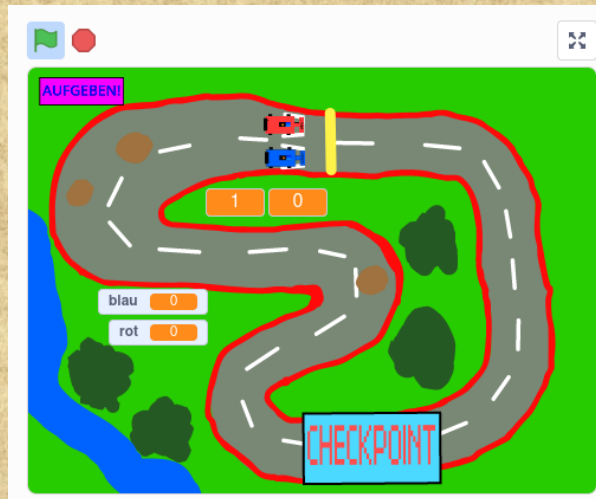 AUFGEBEN!
1 0
blau 0
rot 0
CHECKPOINT